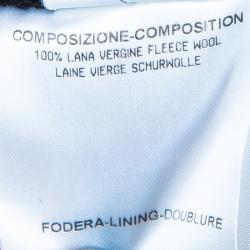 COMPOSIZIONE-COMPOSITION
100% LANA VERGINE FLEECE WOOL
LAINE VIERGE SCHURWOLLE
FODERA-LINING-DOUBLURE